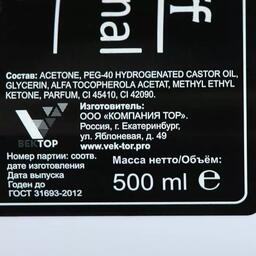 ff
nal
Состав: ACETONE, PEG-40 HYDROGENATED CASTOR OIL,
GLYCERIN, ALFA TOCOPHEROLA ACETAT, METHYL ETHYL
KETONE, PARFUM, CI 45410, CI 42090.
Изготовитель:
ООО «КОМПАНИЯ ТОР».
Россия, г. Екатеринбург,
ул. Яблоневая, д. 49
www.vek-tor.pro
ВЕКТОР
Номер партии: соотв.
дате изготовления
Дата выпуска
Годен до
ГОСТ 31693-2012
Масса нетто/Объём:
500 ml ℮